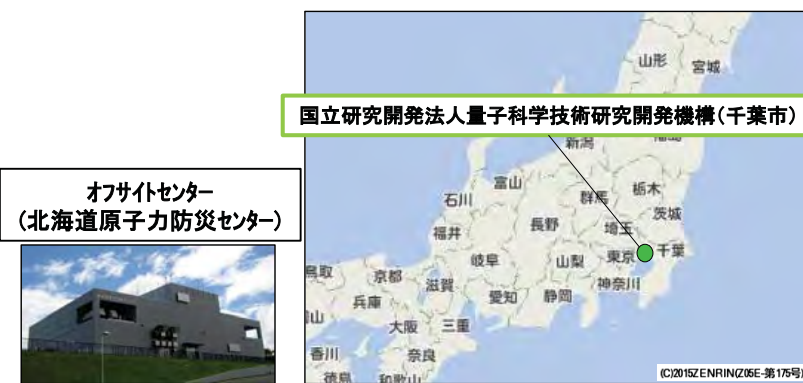 国立研究開発法人量子科学技術研究開発機構(千葉市)
オフサイトセンター
(北海道原子力防災センター)
山形
宮城
新潟
富山
石川
群馬
栃木
茨城
福井
長野
埼玉
岐阜
山梨
東京
千葉
神奈川
鳥取
京都
滋賀
兵庫
愛知
静岡
大阪
三重
香川
奈良
徳島
和歌山
(C)2015ZENRIN(Z05E-第175号)